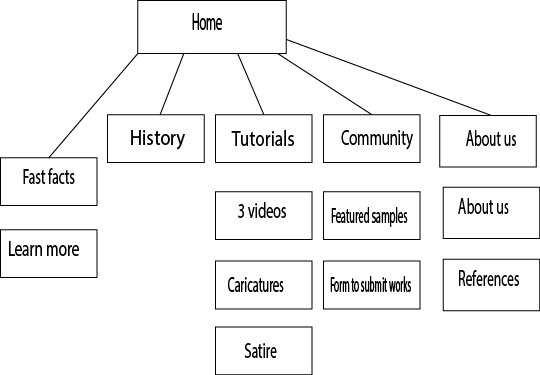 Home
History
Tutorials
Community
About us
Fast facts
3 videos
Featured samples
About us
Learn more
Caricatures
Form to submit works
References
Satire